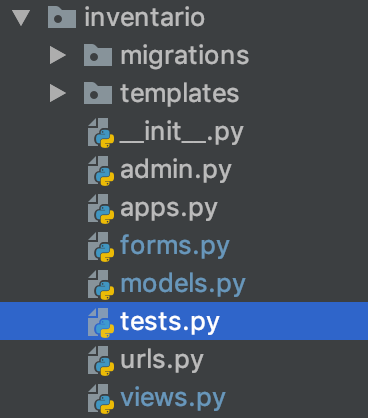 inventario
migrations
templates
__init__.py
admin.py
apps.py
forms.py
models.py
tests.py
urls.py
views.py